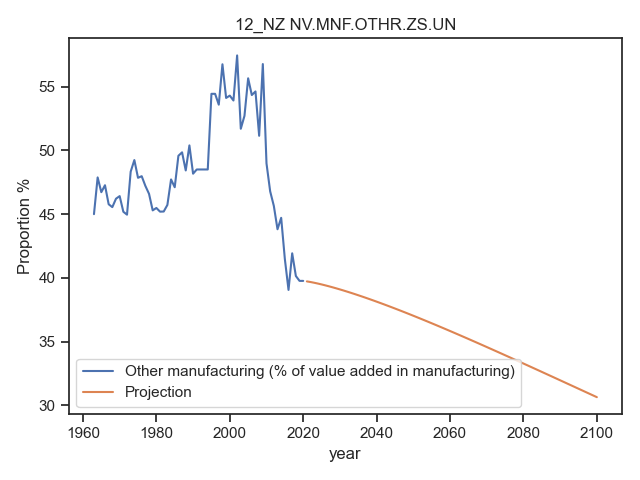 12_NZ NV.MNF.OTHR.ZS.UN
Proportion %
55
50
45
40
35
30
Other manufacturing (% of value added in manufacturing)
Projection
1960 1980 2000 2020 2040 2060 2080 2100
year